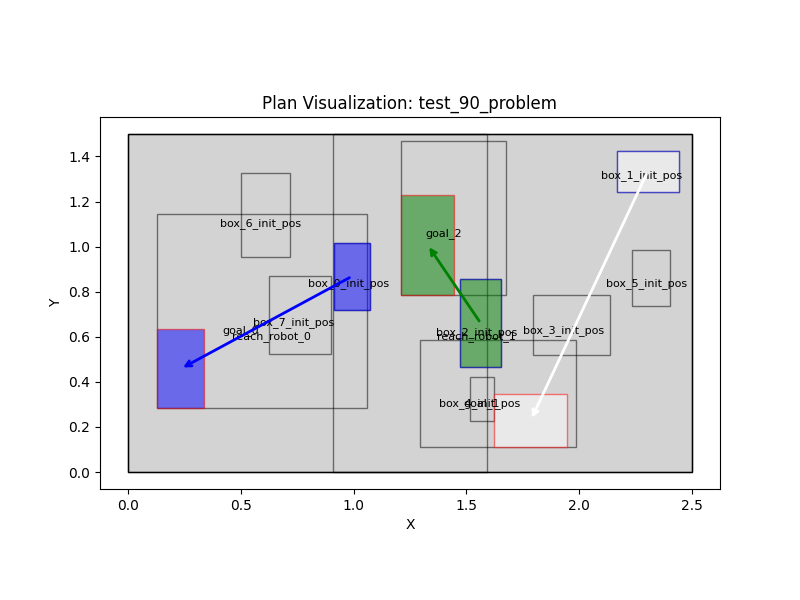 Plan Visualization: test_90_problem
1.4
1.2
1.0
0.8
0.6
0.4
0.2
0.0
Y
box_1_init_pos
box_6_init_pos
goal_2
box_0_init_pos
box_5_init_pos
box_7_init_pos
goal_0
reach_robot_0
box_2_init_pos
reach_robot_1
box_3_init_pos
box_4_init_pos
goal_1
0.0 0.5 1.0 1.5 2.0 2.5
X